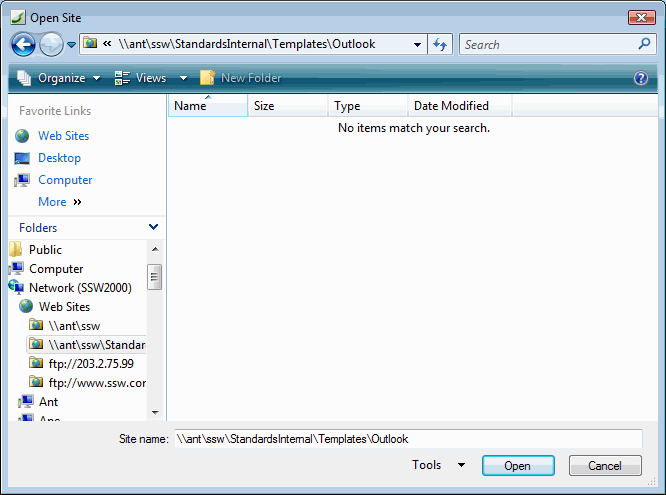 Open Site
« \\ant\ssw\StandardsInternal\Templates\Outlook Search
Organize Views New Folder
Favorite Links
Web Sites
Desktop
Computer
More »
Folders
Public
Computer
Network (SSW2000)
Web Sites
\\ant\ssw
\\ant\ssw\Standar
ftp://203.2.75.99
ftp://www.ssw.cor
Ant
Name Size Type Date Modified
No items match your search.
Site name: \\ant\ssw\StandardsInternal\Templates\Outlook
Tools Open Cancel